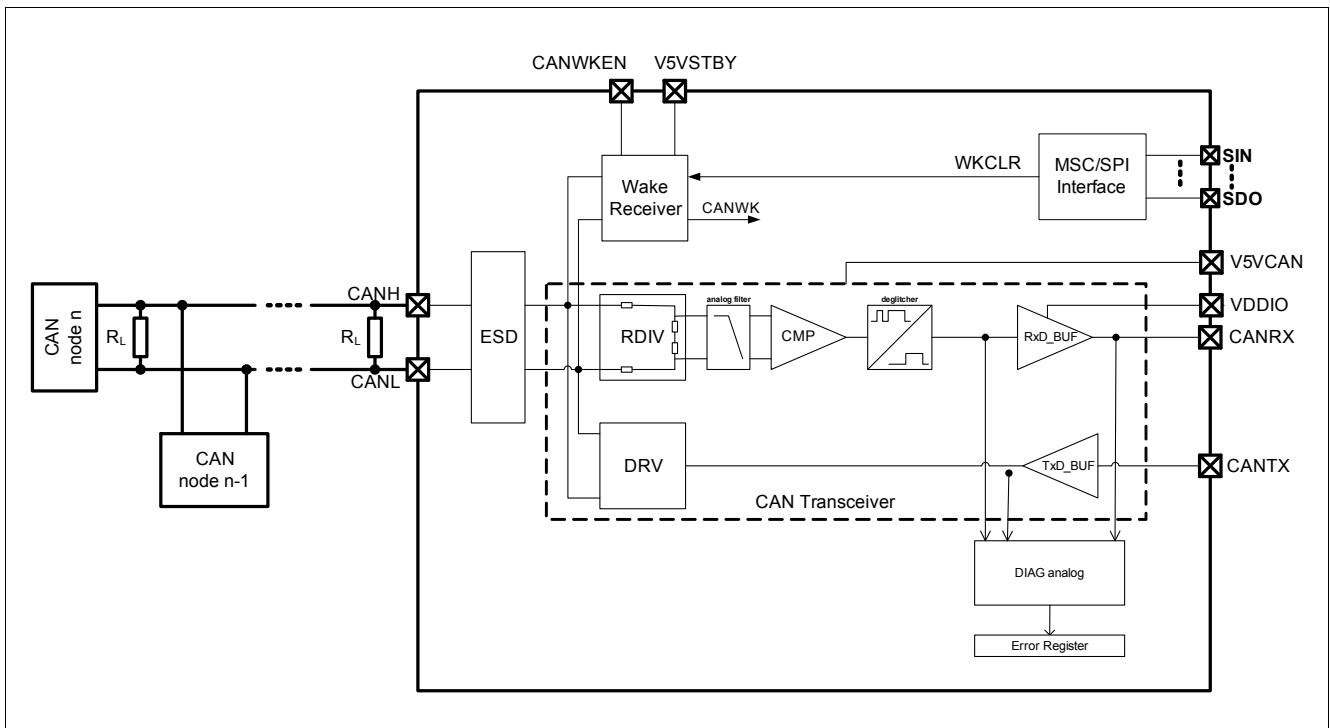 CANWKEN V5VSTBY
Wake
Receiver
WKCLR
MSC/SPI
Interface
SIN
SDO
CANWK
V5VCAN
VDDIO
CANRX
CANTX
CAN
node n
RL
RL
CANH
CANL
CAN
node n-1
ESD
RDIV
analog filter
CMP
deglitcher
RxD_BUF
DRV
TxD_BUF
CAN Transceiver
DIAG analog
Error Register